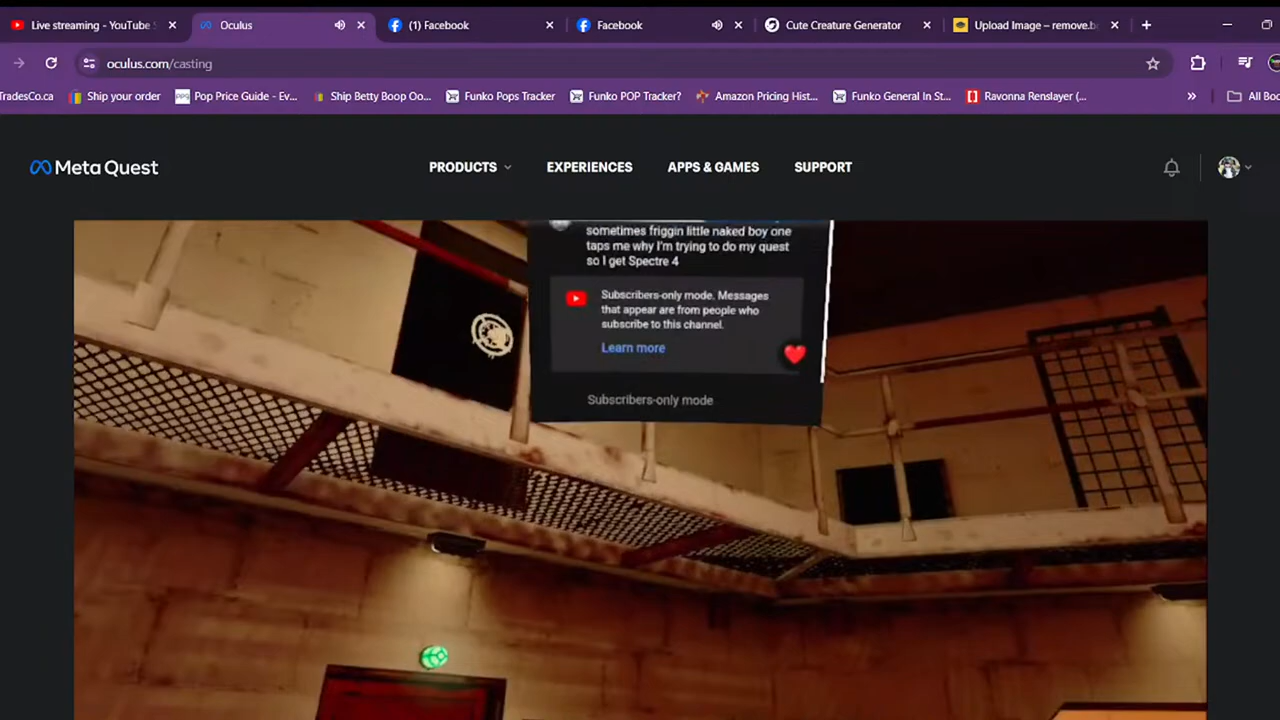 Live streaming - YouTube
Oculus
(1) Facebook
Facebook
Cute Creature Generator
Upload Image – remove.b
oculus.com/casting
TradesCo.ca
Ship your order
Pop Price Guide - Ev...
Ship Betty Boop Oo...
Funko Pops Tracker
Funko POP Tracker?
Amazon Pricing Hist...
Funko General In St...
Ravonna Renslayer (...
All Boo
Meta Quest
PRODUCTS
EXPERIENCES
APPS & GAMES
SUPPORT
sometimes friggin little naked boy one
taps me why I'm trying to do my quest
so I get Spectre 4
Subscribers-only mode. Messages
that appear are from people who
subscribe to this channel.
Learn more
Subscribers-only mode